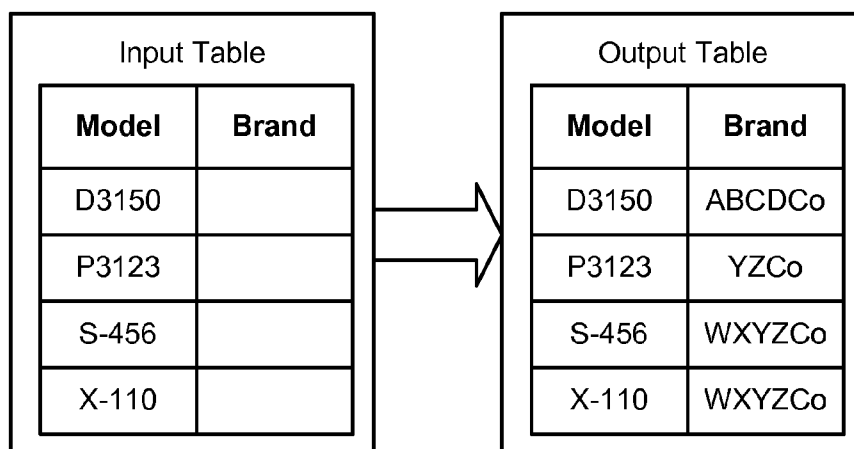 Input Table
Model Brand
D3150
P3123
S-456
X-110
Output Table
Model Brand
D3150 ABCDCo
P3123 YZCo
S-456 WXYZCo
X-110 WXYZCo